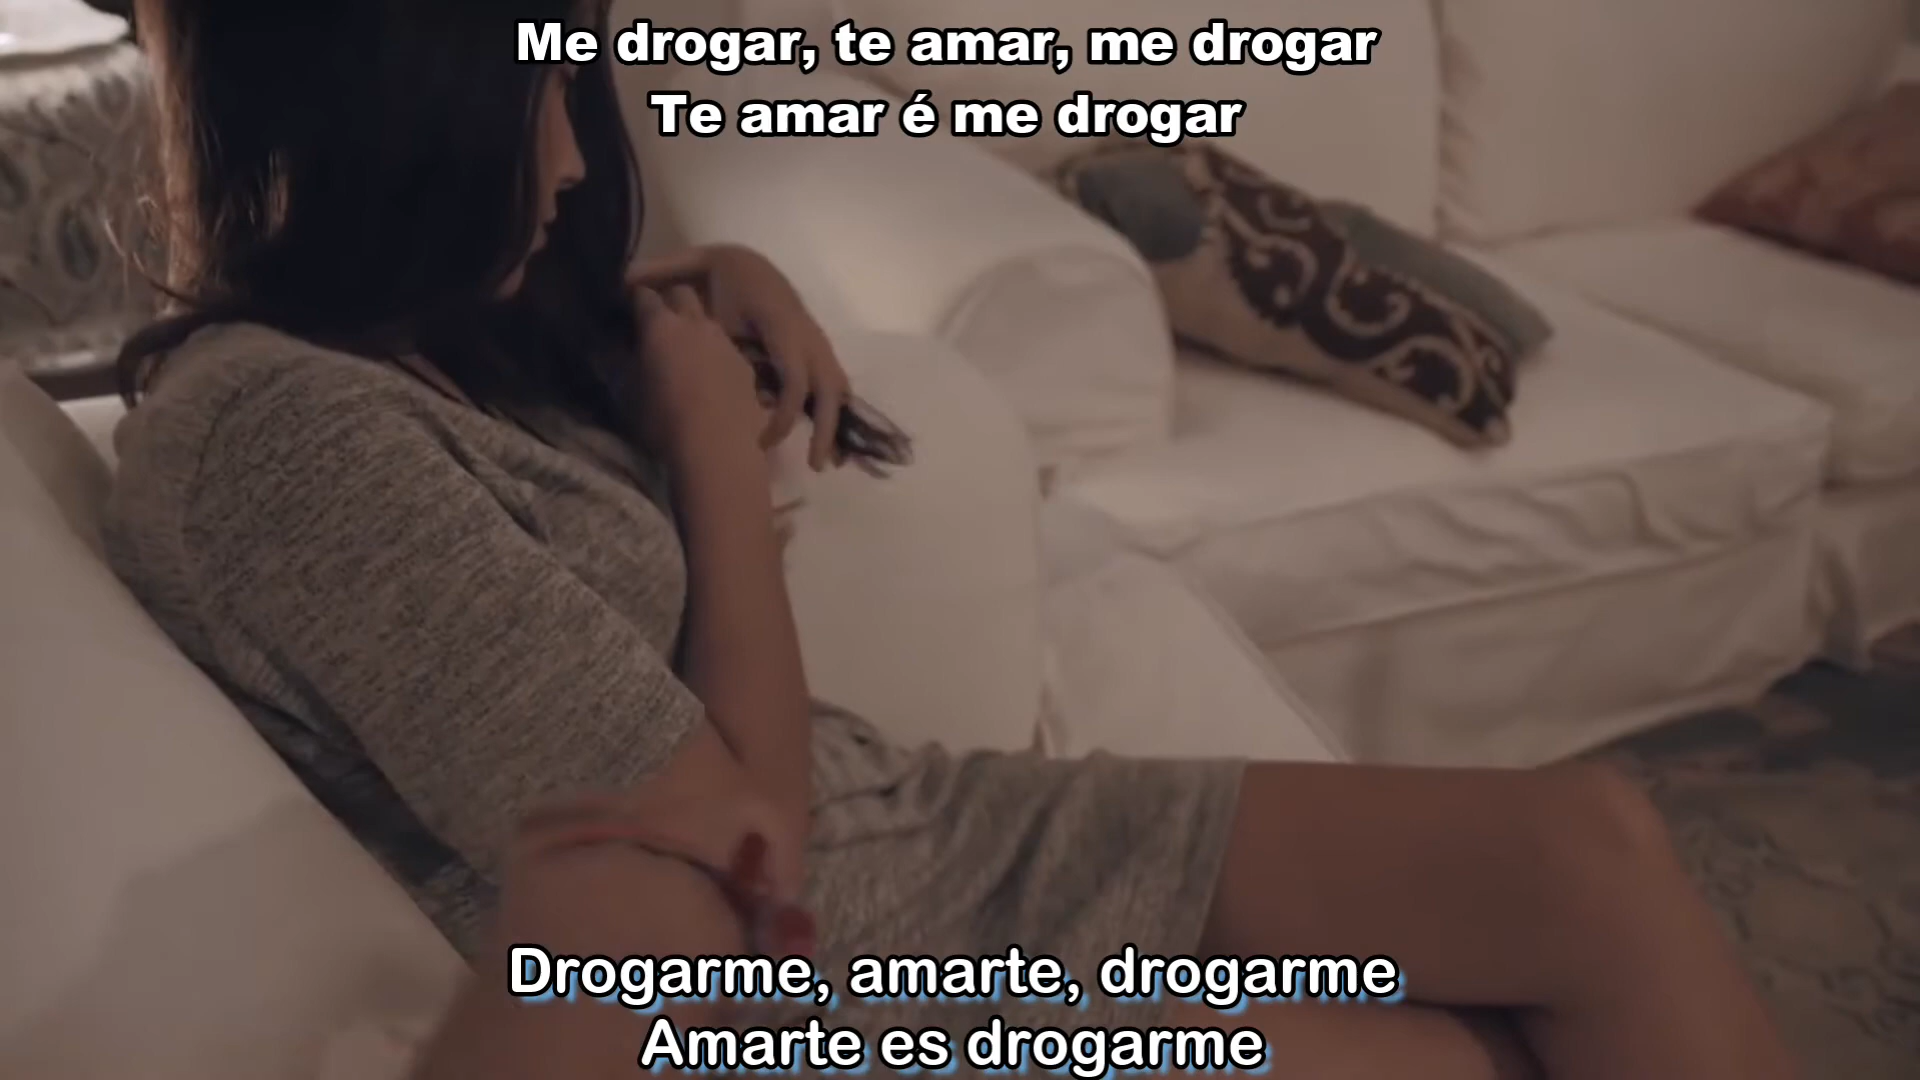 Me drogar, te amar, me drogar
Te amar é me drogar
Drogarme, amarte, drogarme
Amarte es drogarme